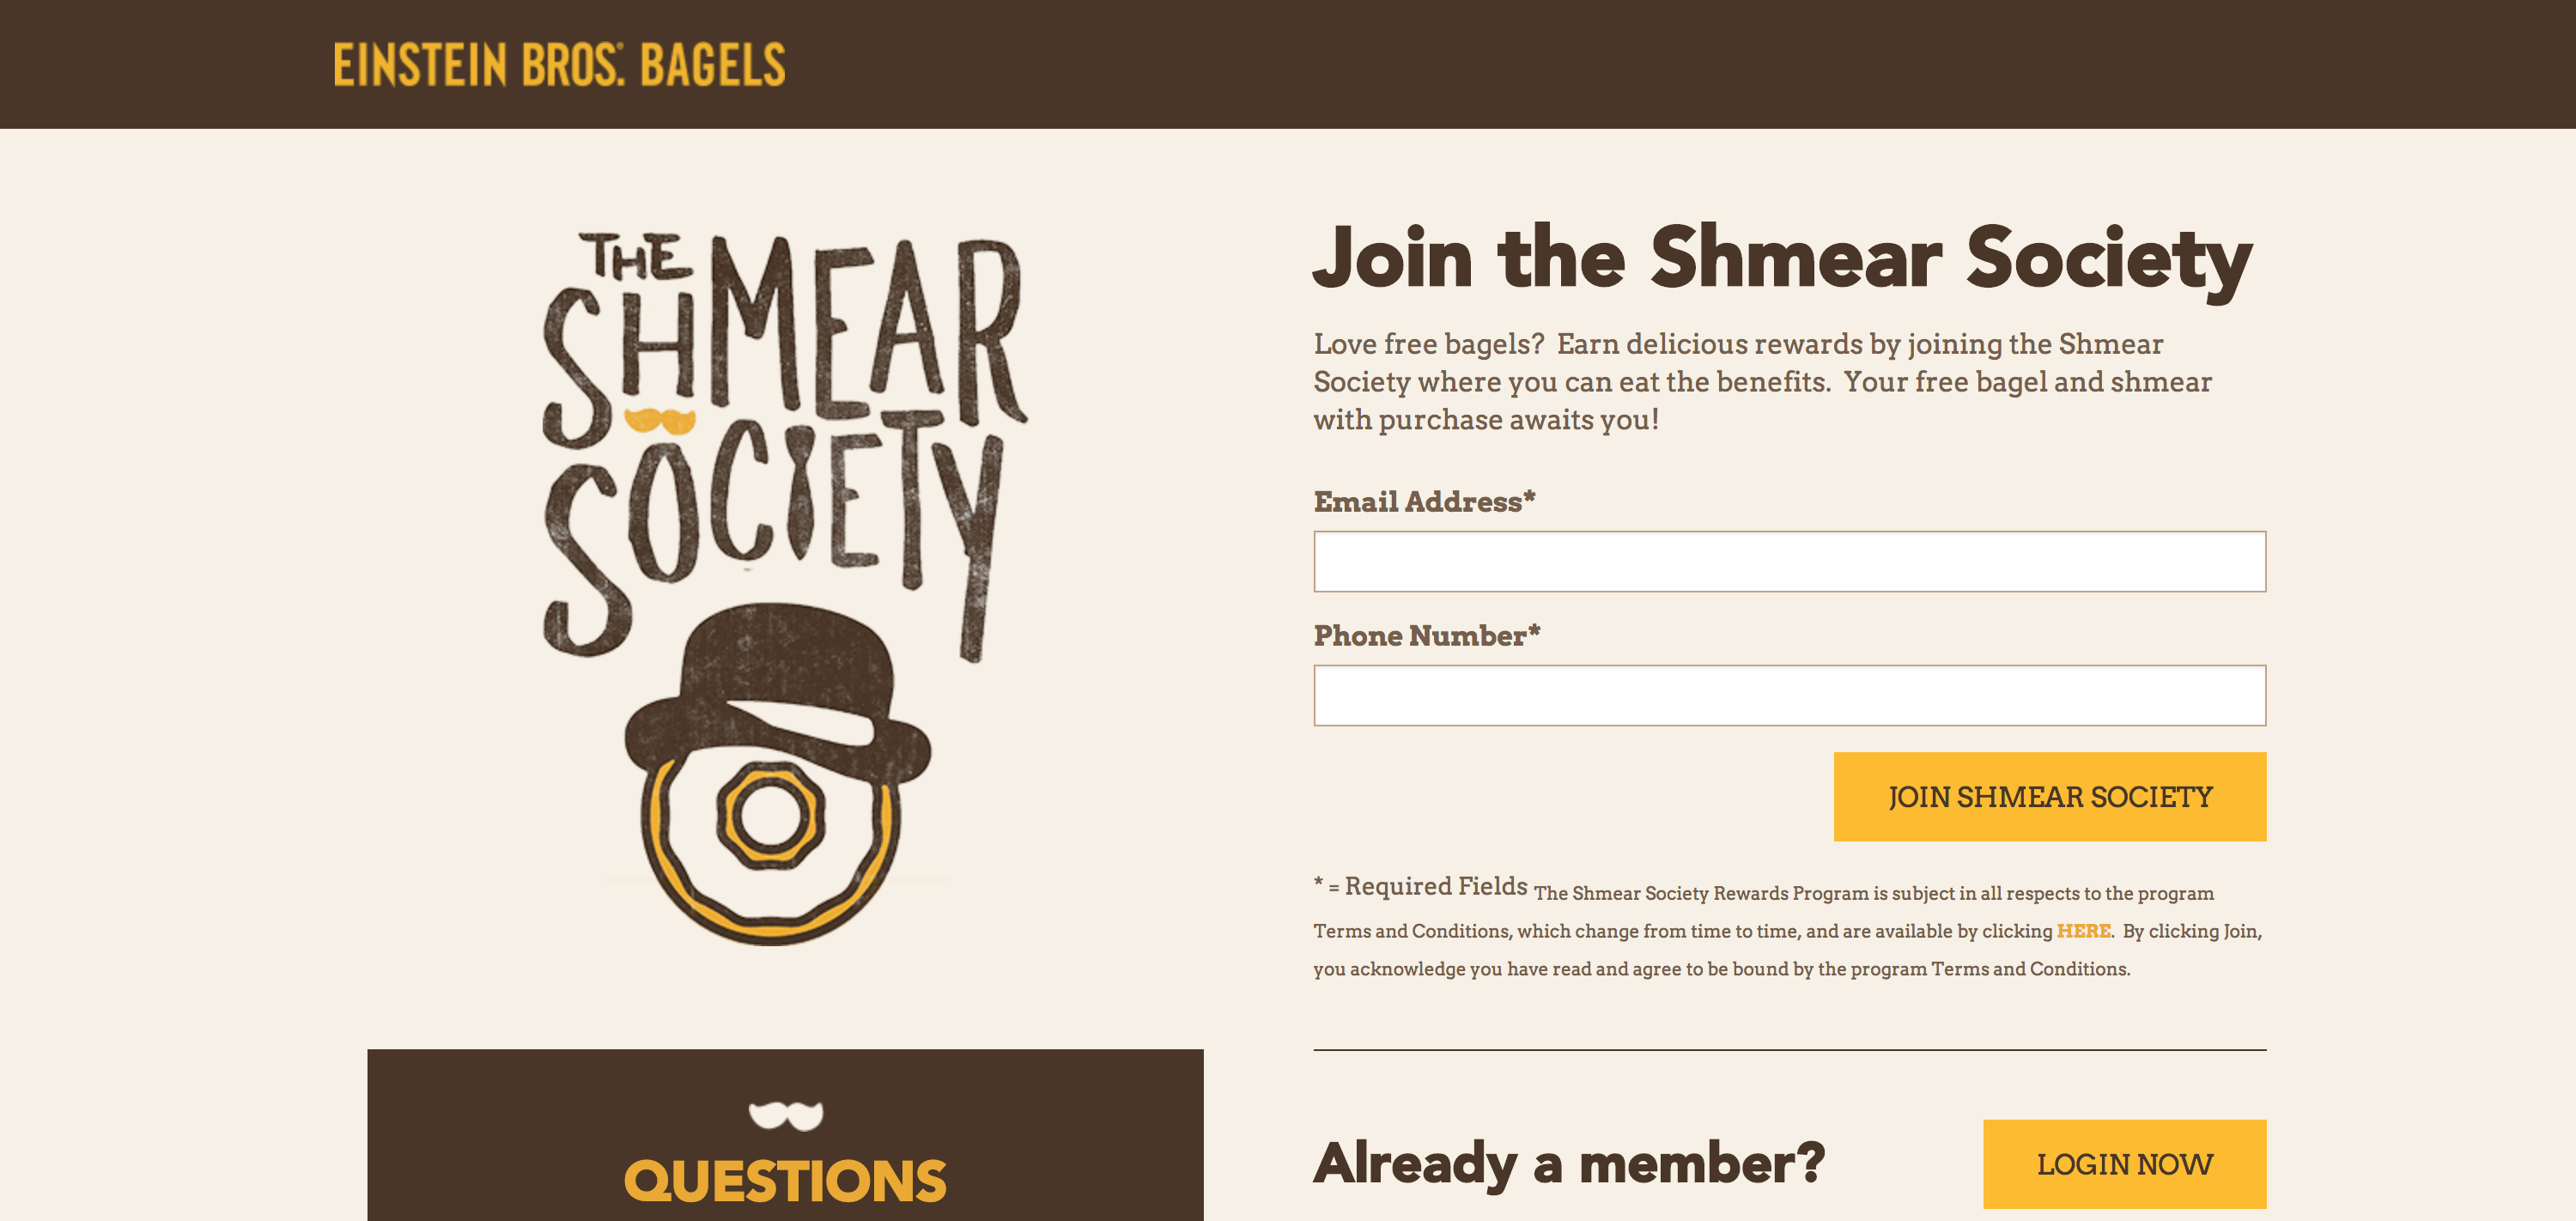 EINSTEIN BROS.® BAGELS
THE
SHMEAR
SOCIETY
Join the Shmear Society
Love free bagels?  Earn delicious rewards by joining the Shmear
Society where you can eat the benefits.  Your free bagel and shmear
with purchase awaits you!
Email Address*
Phone Number*
JOIN SHMEAR SOCIETY
* = Required Fields The Shmear Society Rewards Program is subject in all respects to the program
Terms and Conditions, which change from time to time, and are available by clicking HERE.  By clicking Join,
you acknowledge you have read and agree to be bound by the program Terms and Conditions.
QUESTIONS
Already a member?
LOGIN NOW